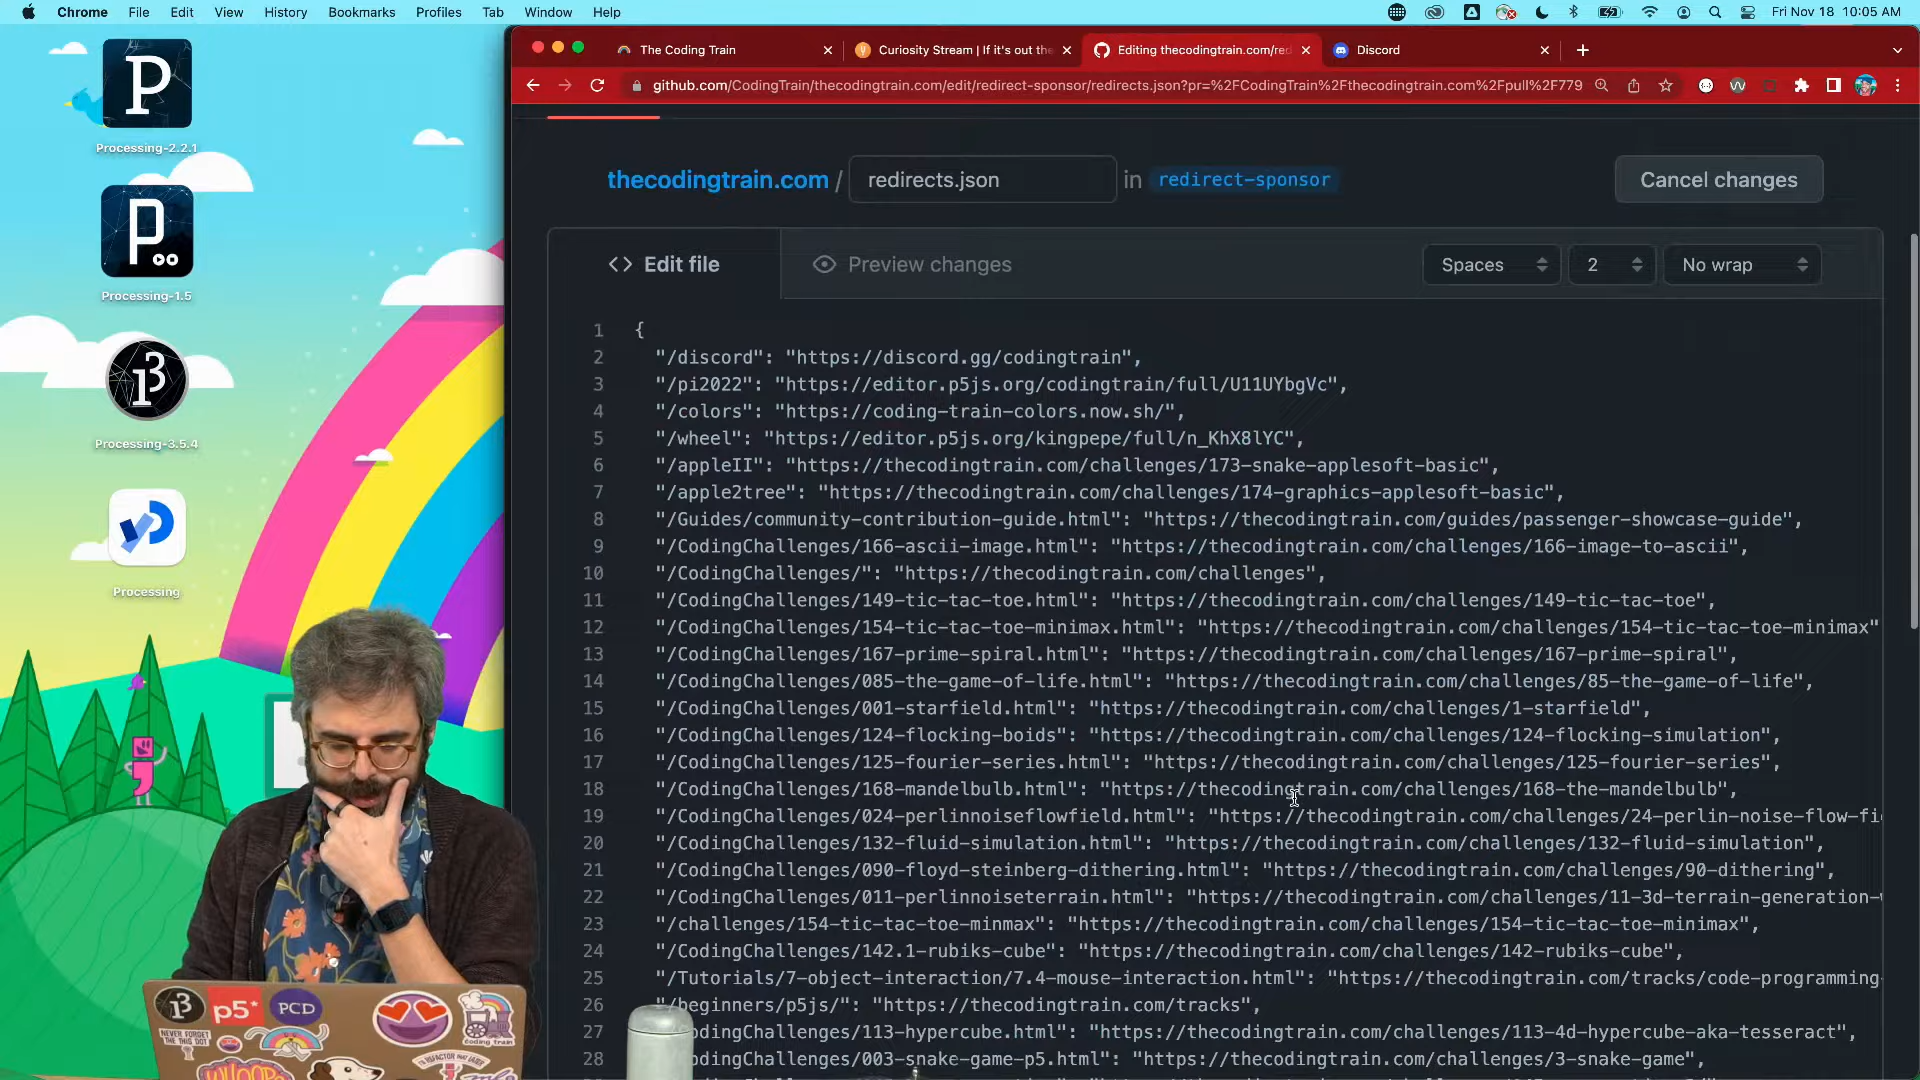 Chrome File Edit View History Bookmarks Profiles Tab Window Help Fri Nov 18 10:05 AM
The Coding Train Curiosity Stream | If it's out the Editing thecodingtrain.com/red Discord
github.com/CodingTrain/thecodingtrain.com/edit/redirect-sponsor/redirects.json?pr=%2FCodingTrain%2Fthecodingtrain.com%2Fpull%2F779
Processing-2.2.1
Processing-1.5
Processing-3.5.4
Processing
thecodingtrain.com / redirects.json in redirect-sponsor Cancel changes
<> Edit file Preview changes Spaces 2 No wrap
1 {
2 "/discord": "https://discord.gg/codingtrain",
3 "/pi2022": "https://editor.p5js.org/codingtrain/full/U11UYbgVc",
4 "/colors": "https://coding-train-colors.now.sh/",
5 "/wheel": "https://editor.p5js.org/kingpepe/full/n_KhX8lYC",
6 "/appleII": "https://thecodingtrain.com/challenges/173-snake-applesoft-basic",
7 "/apple2tree": "https://thecodingtrain.com/challenges/174-graphics-applesoft-basic",
8 "/Guides/community-contribution-guide.html": "https://thecodingtrain.com/guides/passenger-showcase-guide",
9 "/CodingChallenges/166-ascii-image.html": "https://thecodingtrain.com/challenges/166-image-to-ascii",
10 "/CodingChallenges/": "https://thecodingtrain.com/challenges",
11 "/CodingChallenges/149-tic-tac-toe.html": "https://thecodingtrain.com/challenges/149-tic-tac-toe",
12 "/CodingChallenges/154-tic-tac-toe-minimax.html": "https://thecodingtrain.com/challenges/154-tic-tac-toe-minimax"
13 "/CodingChallenges/167-prime-spiral.html": "https://thecodingtrain.com/challenges/167-prime-spiral",
14 "/CodingChallenges/085-the-game-of-life.html": "https://thecodingtrain.com/challenges/85-the-game-of-life",
15 "/CodingChallenges/001-starfield.html": "https://thecodingtrain.com/challenges/1-starfield",
16 "/CodingChallenges/124-flocking-boids": "https://thecodingtrain.com/challenges/124-flocking-simulation",
17 "/CodingChallenges/125-fourier-series.html": "https://thecodingtrain.com/challenges/125-fourier-series",
18 "/CodingChallenges/168-mandelbulb.html": "https://thecodingtrain.com/challenges/168-the-mandelbulb",
19 "/CodingChallenges/024-perlinnoiseflowfield.html": "https://thecodingtrain.com/challenges/24-perlin-noise-flow-fi
20 "/CodingChallenges/132-fluid-simulation.html": "https://thecodingtrain.com/challenges/132-fluid-simulation",
21 "/CodingChallenges/090-floyd-steinberg-dithering.html": "https://thecodingtrain.com/challenges/90-dithering",
22 "/CodingChallenges/011-perlinnoiseterrain.html": "https://thecodingtrain.com/challenges/11-3d-terrain-generation-w
23 "/challenges/154-tic-tac-toe-minmax": "https://thecodingtrain.com/challenges/154-tic-tac-toe-minimax",
24 "/CodingChallenges/142.1-rubiks-cube": "https://thecodingtrain.com/challenges/142-rubiks-cube",
25 "/Tutorials/7-object-interaction/7.4-mouse-interaction.html": "https://thecodingtrain.com/tracks/code-programming-
26 "/beginners/p5js/": "https://thecodingtrain.com/tracks",
27 odingChallenges/113-hypercube.html": "https://thecodingtrain.com/challenges/113-4d-hypercube-aka-tesseract",
28 odingChallenges/003-snake-game-p5.html": "https://thecodingtrain.com/challenges/3-snake-game",
p5* PCD
NEVER FORGET
THE THIS DOT
coding train